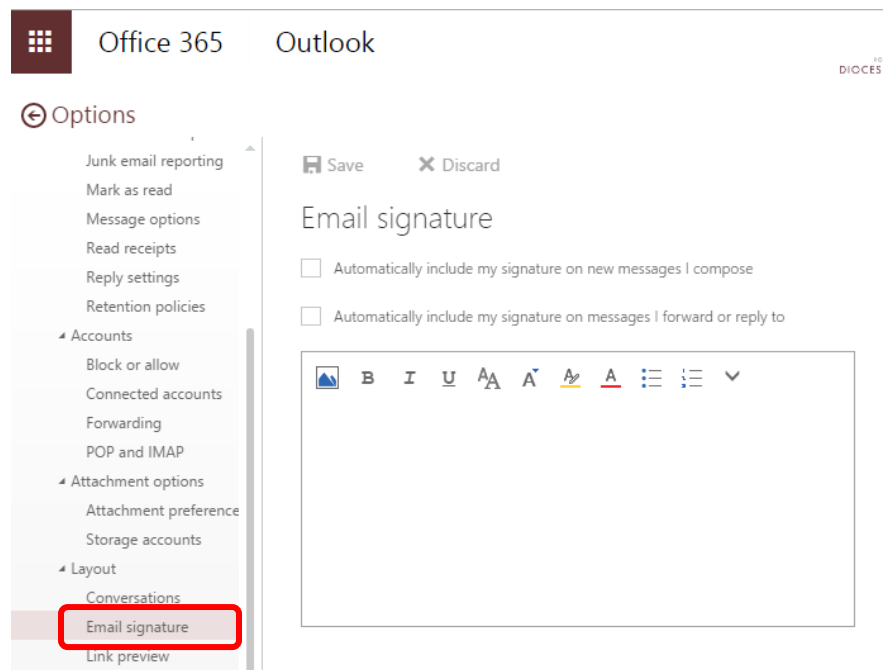 Office 365 Outlook
DIOCES
Options
Junk email reporting
Mark as read
Message options
Read receipts
Reply settings
Retention policies
Accounts
Block or allow
Connected accounts
Forwarding
POP and IMAP
Attachment options
Attachment preference
Storage accounts
Layout
Conversations
Email signature
Link preview
Save Discard
Email signature
Automatically include my signature on new messages I compose
Automatically include my signature on messages I forward or reply to
B I U AA A A A